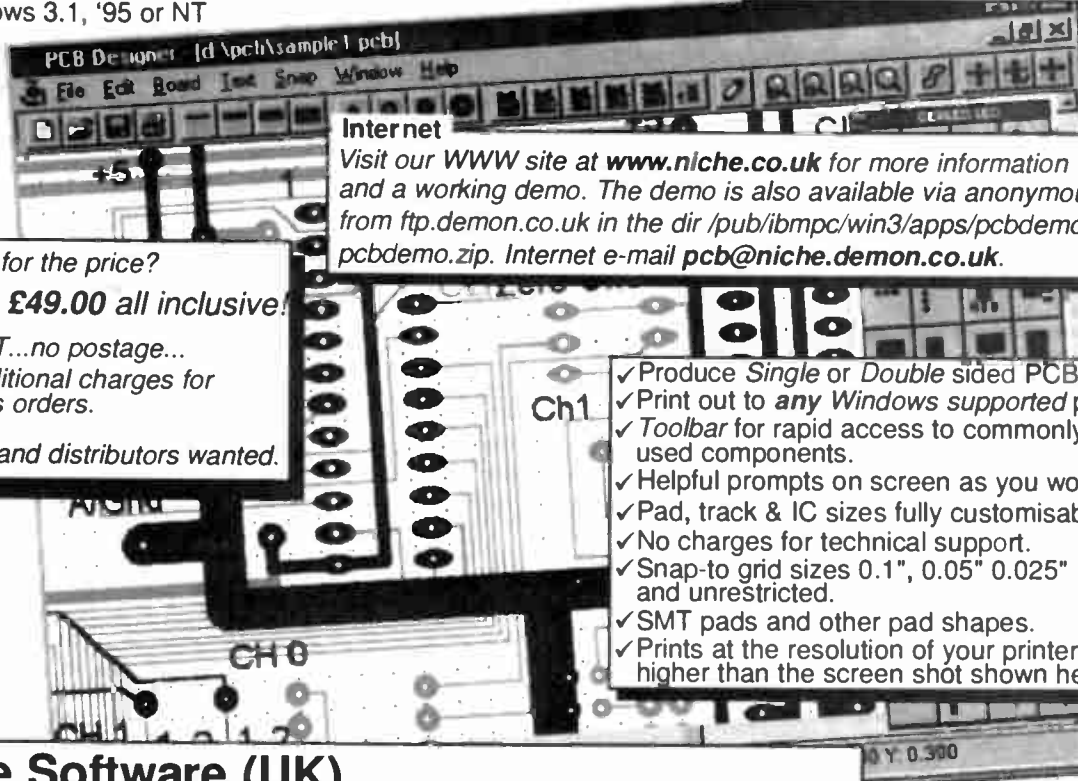 ows 3.1, '95 or NT
PCB Designer [d:\pcb\sample1.pcb]
File Edit Board Text Snap Window Help
Internet
Visit our WWW site at www.niche.co.uk for more information
and a working demo. The demo is also available via anonymou
from ftp.demon.co.uk in the dir /pub/ibmpc/win3/apps/pcbdemo
pcbdemo.zip. Internet e-mail pcb@niche.demon.co.uk.
+5
for the price?
£49.00 all inclusive!
T...no postage...
ditional charges for
s orders.
and distributors wanted.
Ch1
✓Produce Single or Double sided PCB
✓Print out to any Windows supported p
✓Toolbar for rapid access to commonly
used components.
✓Helpful prompts on screen as you wo
✓Pad, track & IC sizes fully customisab
✓No charges for technical support.
✓Snap-to grid sizes 0.1", 0.05" 0.025"
and unrestricted.
✓SMT pads and other pad shapes.
✓Prints at the resolution of your printer
higher than the screen shot shown he
CH 0
CH 1
Y: 0.300
e Software (UK)